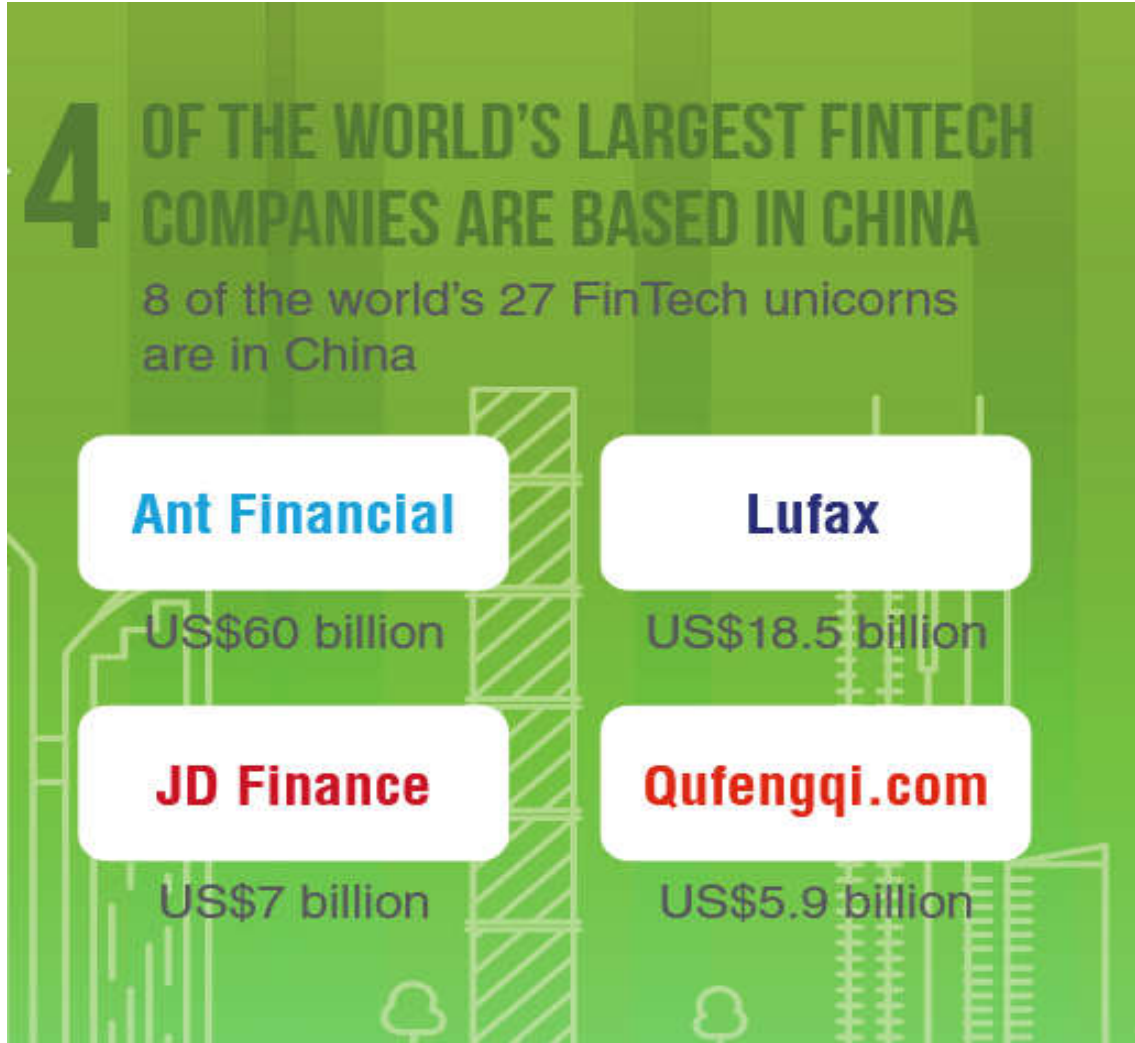 4 OF THE WORLD'S LARGEST FINTECH
COMPANIES ARE BASED IN CHINA
8 of the world's 27 FinTech unicorns
are in China
Ant Financial
US$60 billion
Lufax
US$18.5 billion
JD Finance
US$7 billion
Qufengqi.com
US$5.9 billion